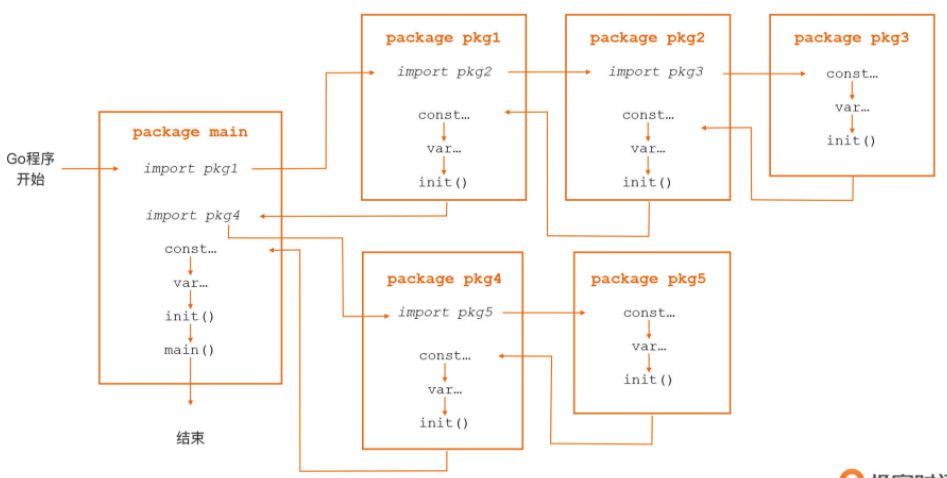 Go程序
开始
package main
import pkg1
import pkg4
const…
var…
init()
main()
结束
package pkg1
import pkg2
const…
var…
init()
package pkg2
import pkg3
const…
var…
init()
package pkg3
const…
var…
init()
package pkg4
import pkg5
const…
var…
init()
package pkg5
const…
var…
init()